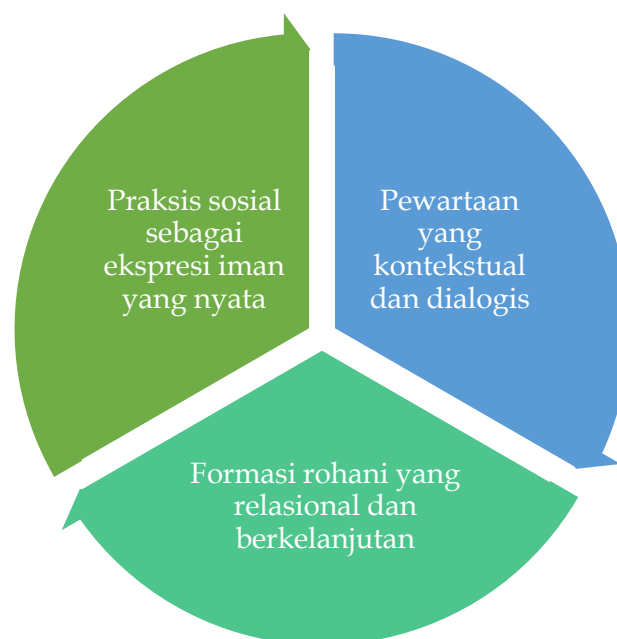 Praksis sosial
sebagai
ekspresi iman
yang nyata
Pewartaan
yang
kontekstual
dan dialogis
Formasi rohani yang
relasional dan
berkelanjutan